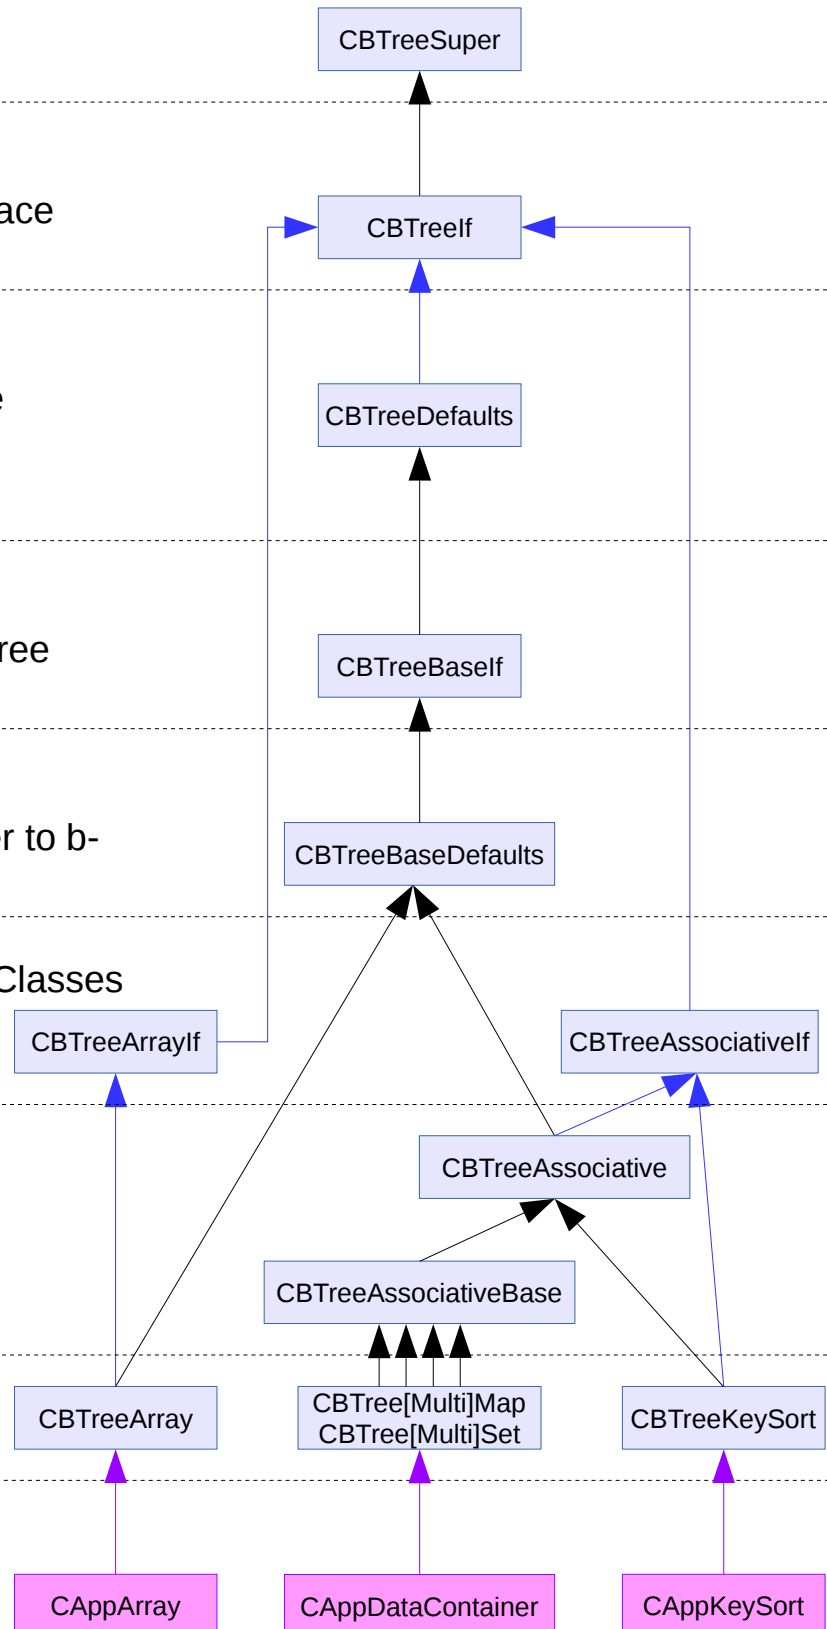 CBTreeSuper
ace
CBTreeIf
e
CBTreeDefaults
ree
CBTreeBaseIf
er to b-
CBTreeBaseDefaults
Classes
CBTreeArrayIf
CBTreeAssociativeIf
CBTreeAssociative
CBTreeAssociativeBase
CBTreeArray
CBTree[Multi]Map
CBTree[Multi]Set
CBTreeKeySort
CAppArray
CAppDataContainer
CAppKeySort